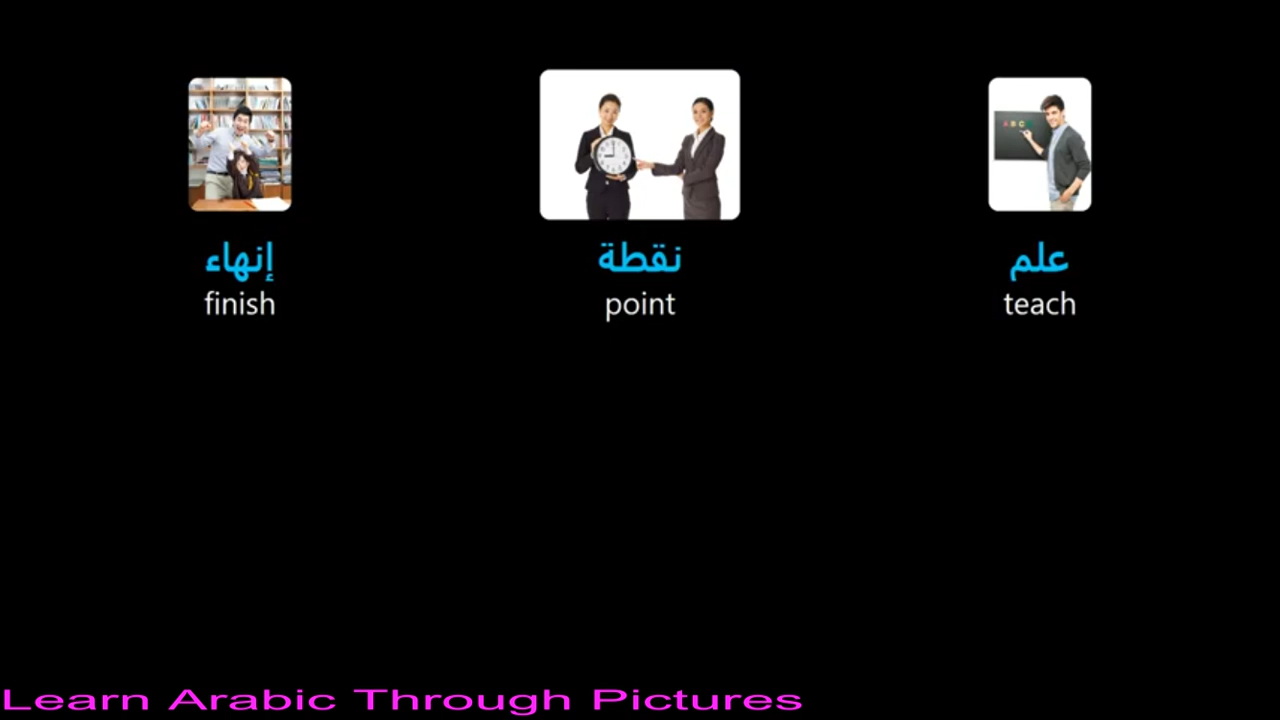 إنهاء
finish
نقطة
point
علم
teach
Learn Arabic Through Pictures